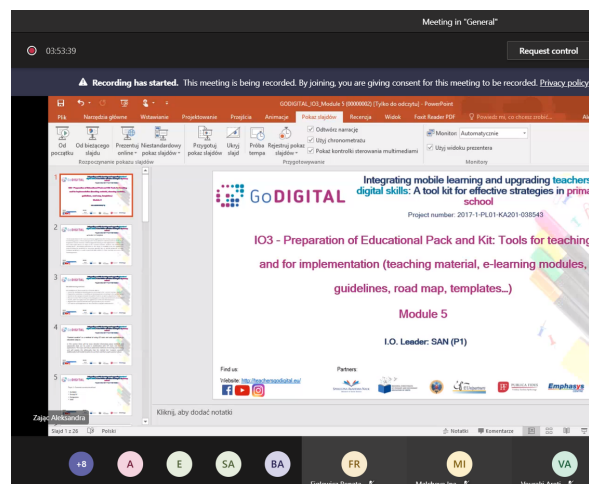 Meeting in "General"
03:53:39
Request control
Recording has started. This meeting is being recorded. By joining, you are giving consent for this meeting to be recorded. Privacy policy
GODIGITAL_IO3_Module 5 (0000002) [Tylko do odczytu] - PowerPoint
Plik Narzędzia główne Wstawianie Projektowanie Przejścia Animacje Pokaz slajdów Recenzja Widok Foxit Reader PDF Powiedz mi, co chcesz zrobić...
Od początku
Od bieżącego slajdu
Prezentuj online
Niestandardowy pokaz slajdów
Przygotuj pokaz slajdów
Ukryj slajd
Próba tempa
Rejestruj pokaz slajdów
Odtwórz narrację
Użyj chronometrażu
Pokaż kontrolki sterowania multimediami
Monitor: Automatycznie
Użyj widoku prezentera
Rozpoczynanie pokazu slajdów
Przygotowywanie
Monitory
1
2
3
4
5
GoDIGITAL
Integrating mobile learning and upgrading teachers
digital skills: A tool kit for effective strategies in prima
school
Project number: 2017-1-PL01-KA201-038543
IO3 - Preparation of Educational Pack and Kit: Tools for teaching
and for implementation (teaching material, e-learning modules,
guidelines, road map, templates...)
Module 5
I.O. Leader: SAN (P1)
Find us:
Partners:
Website: http://teachersgodigital.eu/
Emphasys
Kliknij, aby dodać notatki
Zając Aleksandra
Slajd 1 z 26
Polski
Notatki
Komentarze
+8
A
E
SA
BA
FR
MI
VA